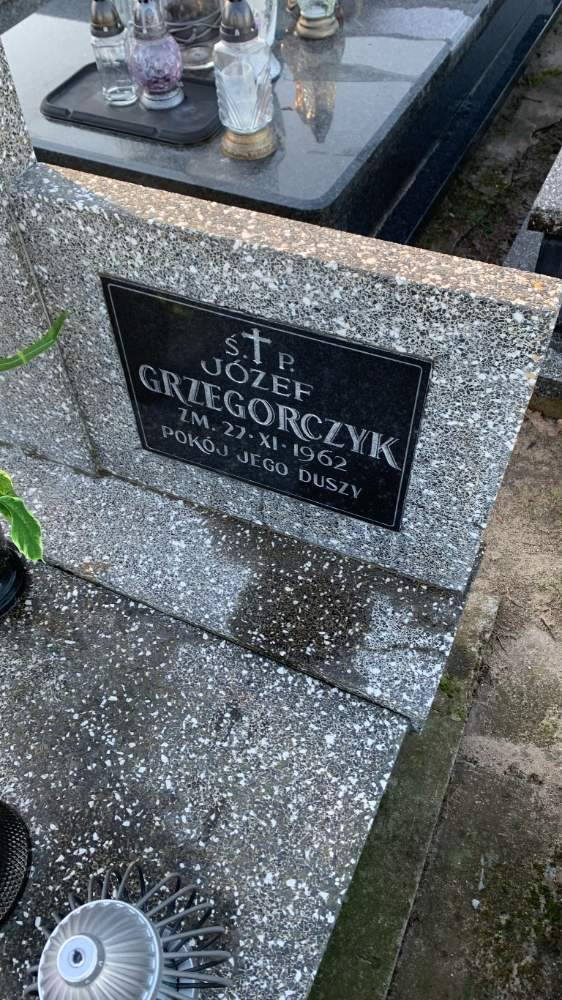 Ś. † P.
JÓZEF
GRZEGORCZYK
ZM. 27·XI·1962
POKÓJ JEGO DUSZY